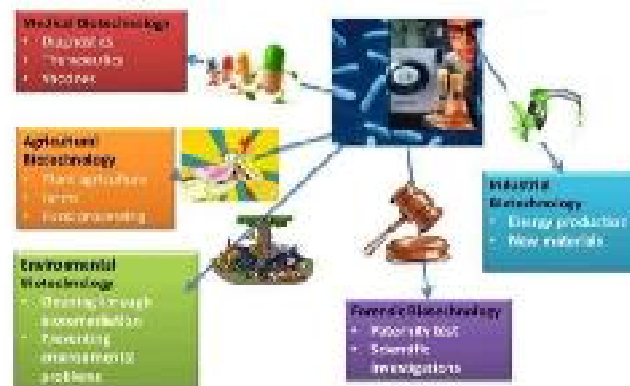 Medical Biotechnology
• Diagnostics
• Therapeutics
• Vaccines
Agricultural
Biotechnology
• Plant agriculture
• Food processing
Environmental
Biotechnology
• Cleaning through
bioremediation
• Preventing
environmental
problems
Forensic Biotechnology
• Paternity test
• Scientific
investigations
Industrial
Biotechnology
• Energy production
• New materials